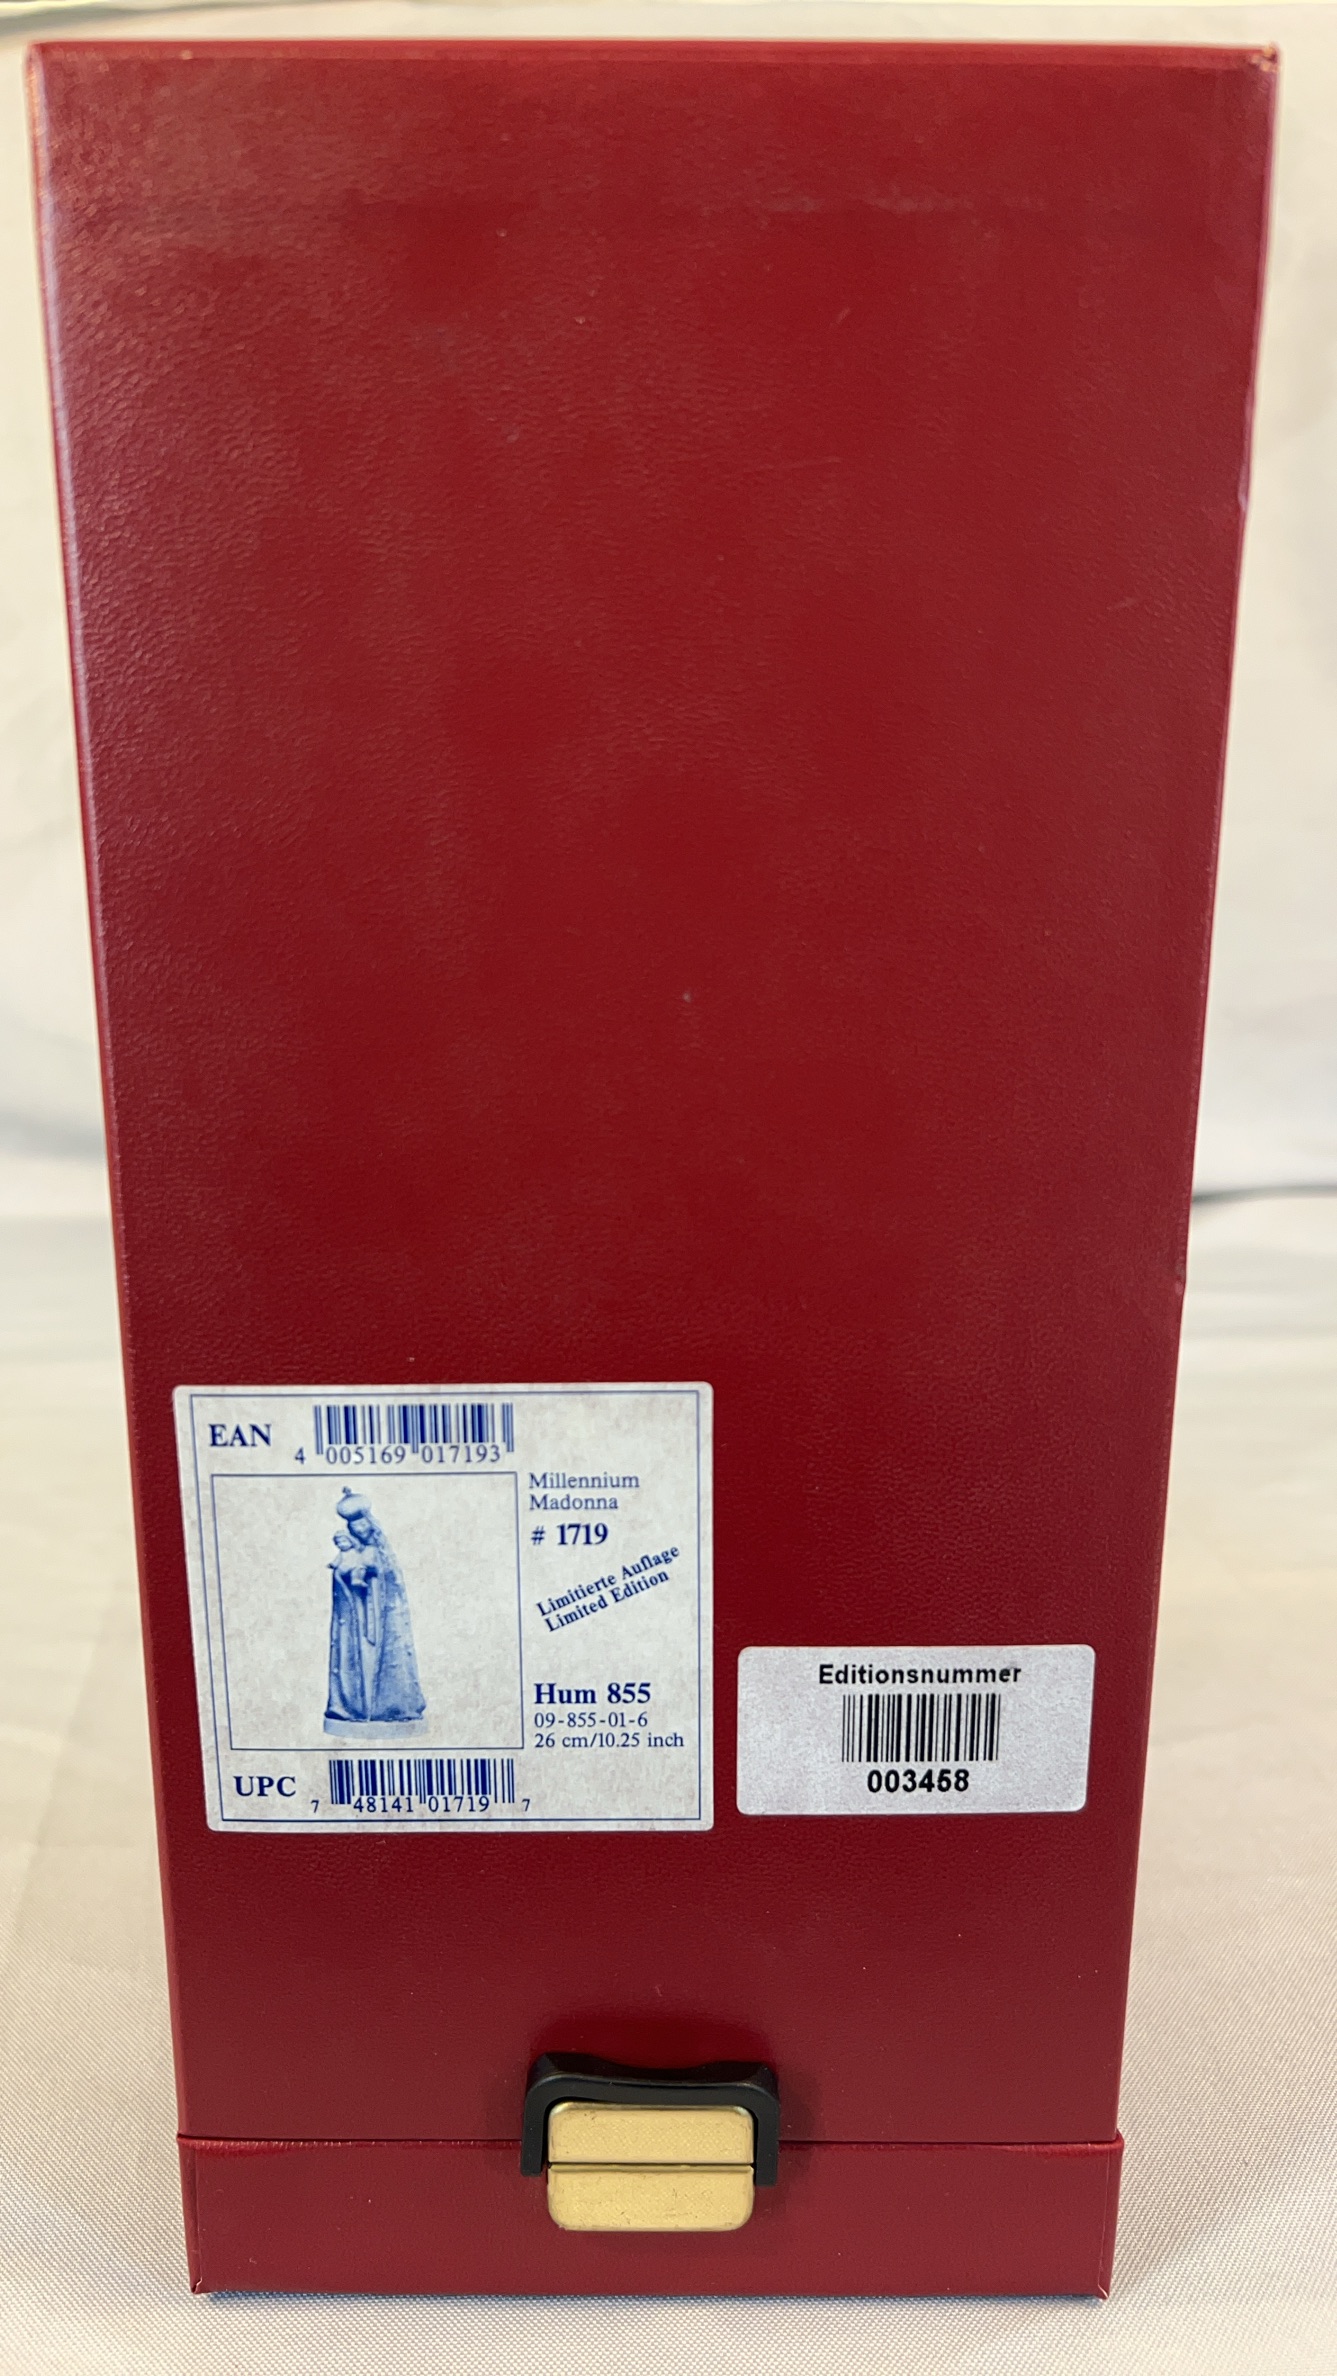 EAN
4 005169 017193
Millennium
Madonna
# 1719
Limitierte Auflage
Limited Edition
Hum 855
09-855-01-6
26 cm/10.25 inch
UPC
7 48141 01719 7
Editionsnummer
003458